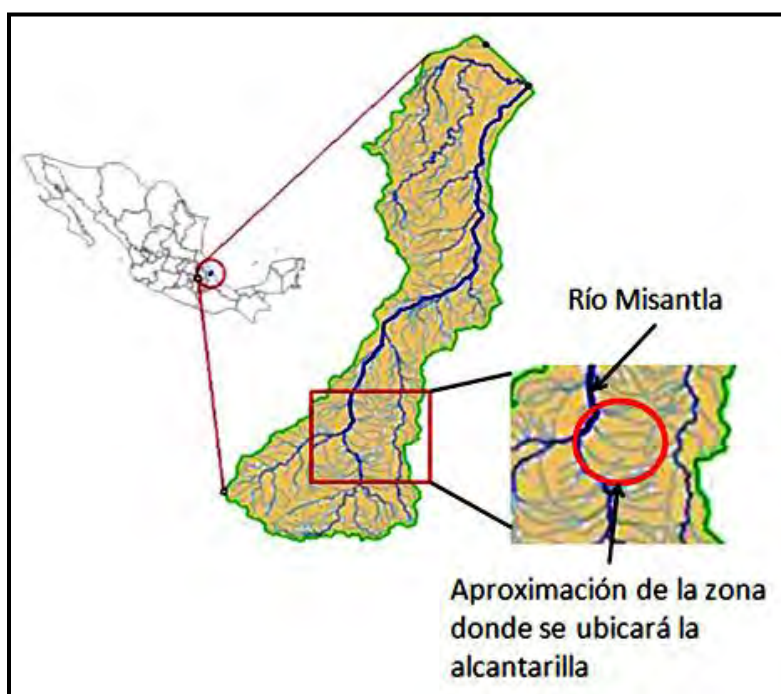 Río Misantla
Aproximación de la zona
donde se ubicará la
alcantarilla